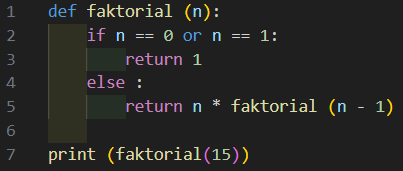 1 def faktorial (n):
2     if n == 0 or n == 1:
3         return 1
4     else :
5         return n * faktorial (n - 1)
6
7 print (faktorial(15))